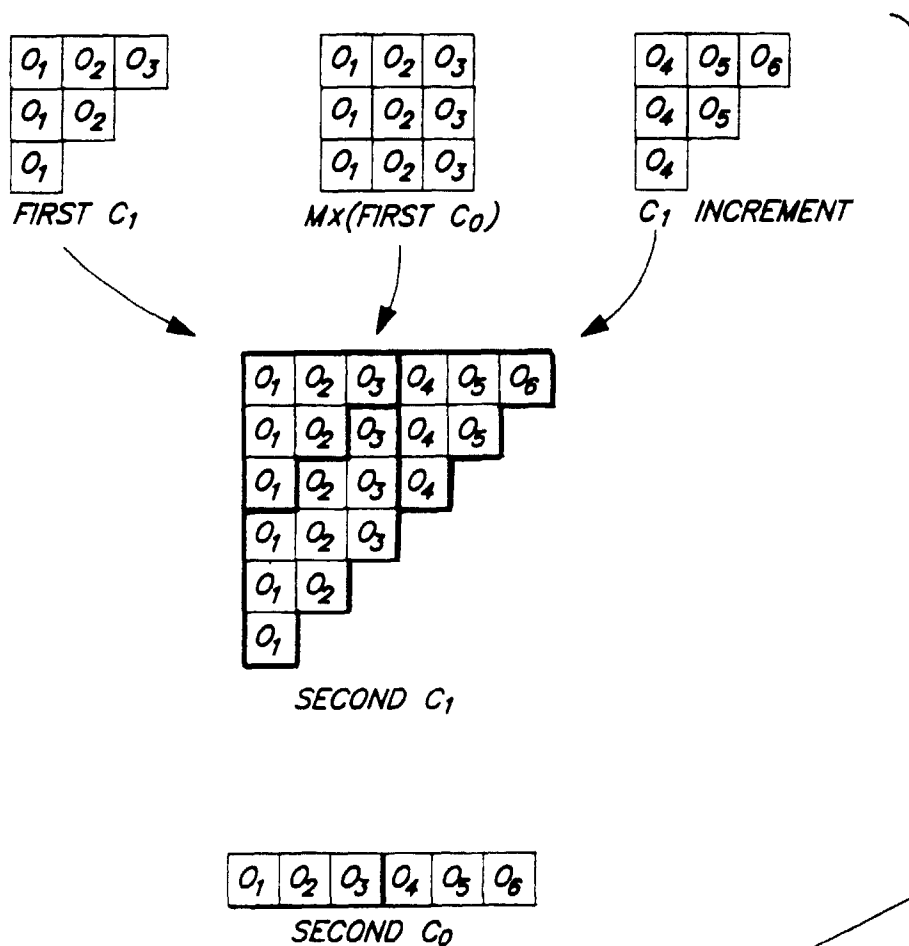 O₁ O₂ O₃
O₁ O₂
O₁
FIRST C₁
O₁ O₂ O₃
O₁ O₂ O₃
O₁ O₂ O₃
Mx(FIRST C₀)
O₄ O₅ O₆
O₄ O₅
O₄
C₁ INCREMENT
O₁ O₂ O₃ O₄ O₅ O₆
O₁ O₂ O₃ O₄ O₅
O₁ O₂ O₃ O₄
O₁ O₂ O₃
O₁ O₂
O₁
SECOND C₁
O₁ O₂ O₃ O₄ O₅ O₆
SECOND C₀